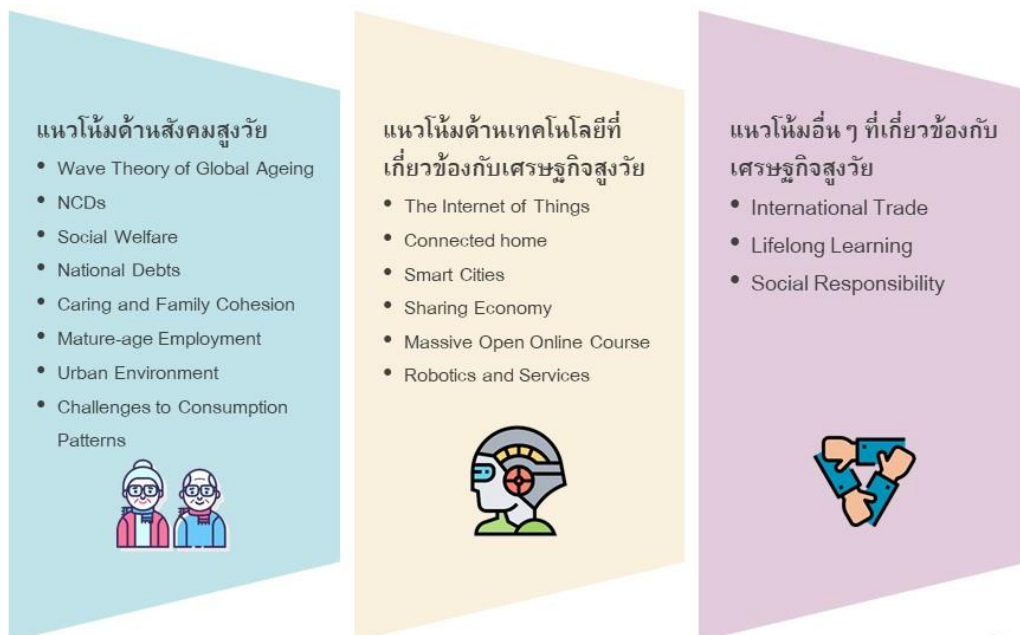 แนวโน้มด้านสังคมสูงวัย
• Wave Theory of Global Ageing
• NCDs
• Social Welfare
• National Debts
• Caring and Family Cohesion
• Mature-age Employment
• Urban Environment
• Challenges to Consumption
Patterns
แนวโน้มด้านเทคโนโลยีที่
เกี่ยวข้องกับเศรษฐกิจสูงวัย
• The Internet of Things
• Connected home
• Smart Cities
• Sharing Economy
• Massive Open Online Course
• Robotics and Services
แนวโน้มอื่น ๆ ที่เกี่ยวข้องกับ
เศรษฐกิจสูงวัย
• International Trade
• Lifelong Learning
• Social Responsibility